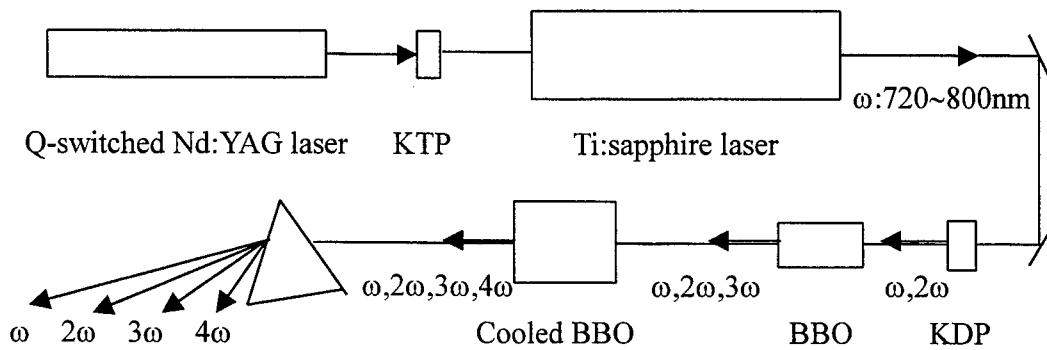 ω:720~800nm
Q-switched Nd:YAG laser KTP Ti:sapphire laser
ω,2ω,3ω,4ω ω,2ω,3ω ω,2ω
ω 2ω 3ω 4ω
Cooled BBO BBO KDP